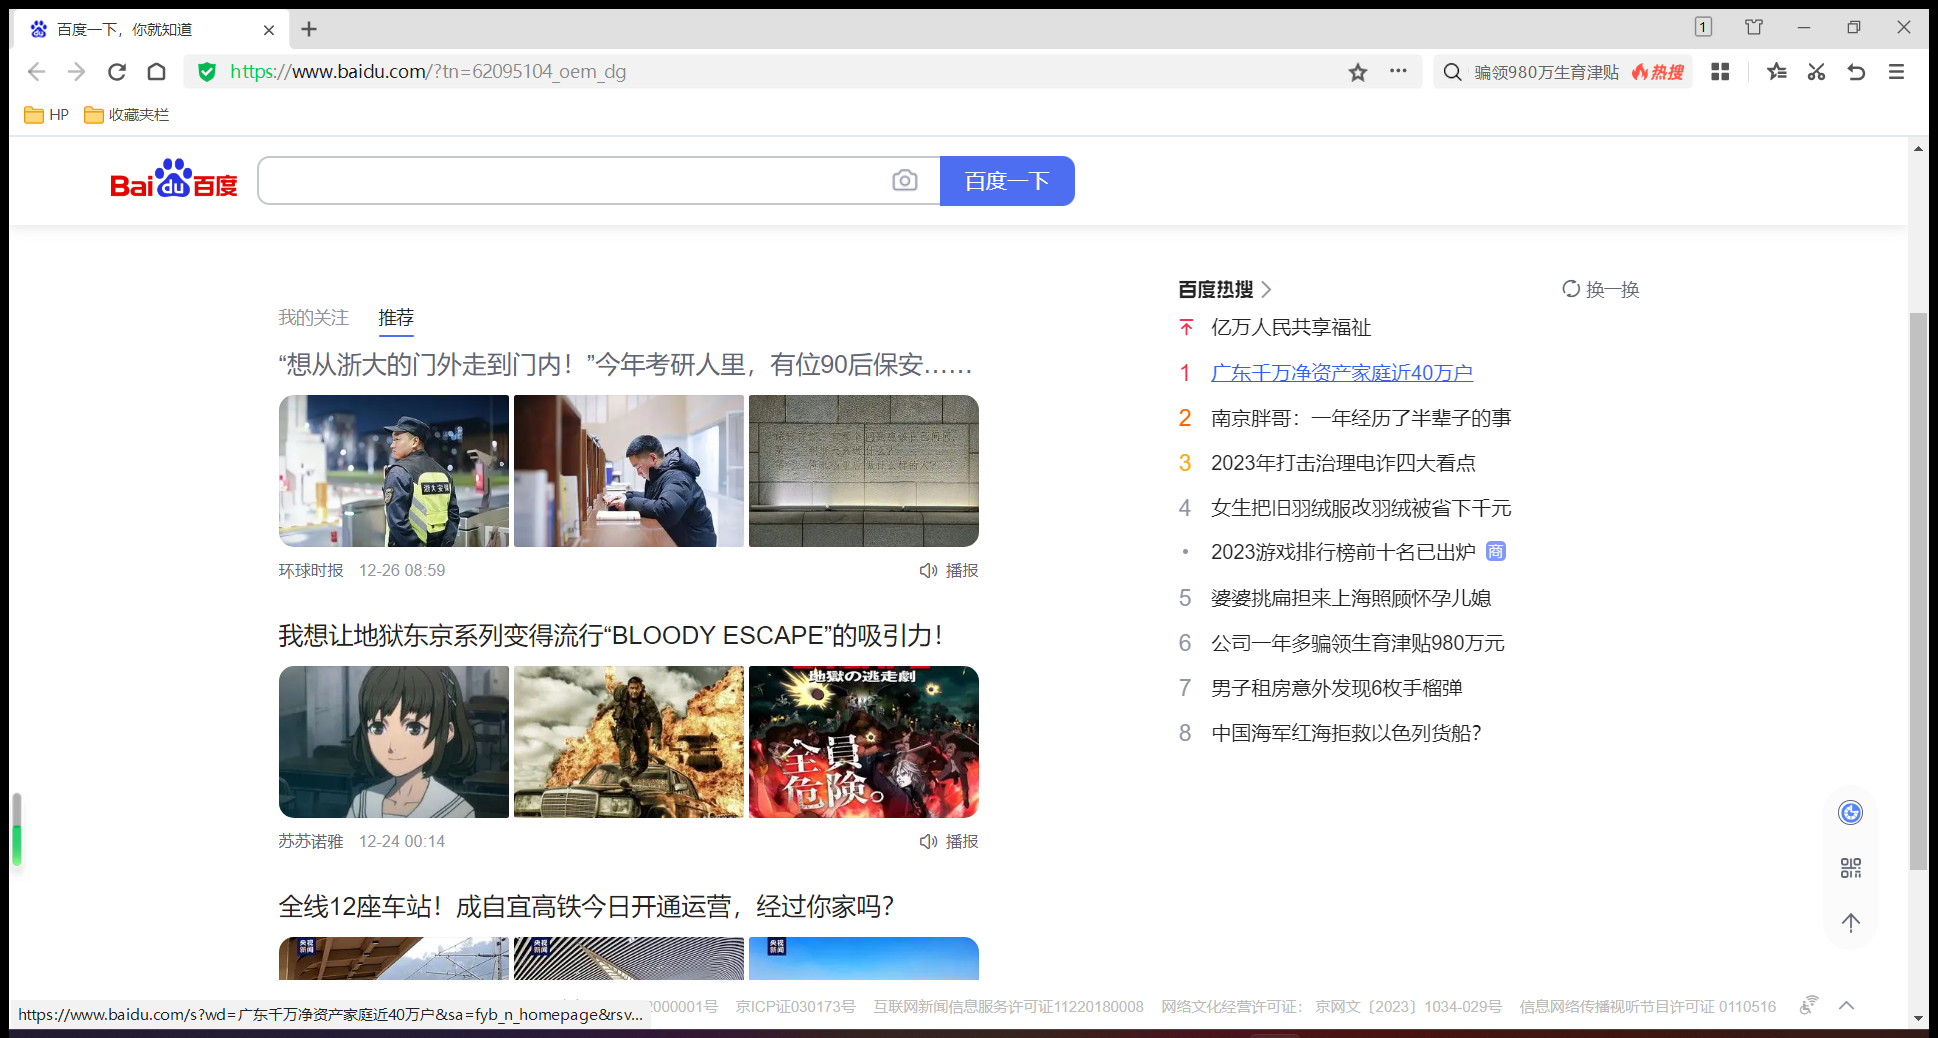 百度一下，你就知道
1
https://www.baidu.com/?tn=62095104_oem_dg
骗领980万生育津贴 热搜
HP 收藏夹栏
Bai du 百度
百度一下
我的关注 推荐
“想从浙大的门外走到门内！”今年考研人里，有位90后保安……
浙大安保
环球时报 12-26 08:59 播报
我想让地狱东京系列变得流行“BLOODY ESCAPE”的吸引力！
地獄の逃走劇
全員
危険。
苏苏诺雅 12-24 00:14 播报
全线12座车站！成自宜高铁今日开通运营，经过你家吗？
央视新闻
央视新闻
央视新闻
百度热搜 换一换
亿万人民共享福祉
1 广东千万净资产家庭近40万户
2 南京胖哥：一年经历了半辈子的事
3 2023年打击治理电诈四大看点
4 女生把旧羽绒服改羽绒被省下千元
2023游戏排行榜前十名已出炉 商
5 婆婆挑扁担来上海照顾怀孕儿媳
6 公司一年多骗领生育津贴980万元
7 男子租房意外发现6枚手榴弹
8 中国海军红海拒救以色列货船？
https://www.baidu.com/s?wd=广东千万净资产家庭近40万户&sa=fyb_n_homepage&rsv...
2000001号 京ICP证030173号 互联网新闻信息服务许可证11220180008 网络文化经营许可证： 京网文〔2023〕1034-029号 信息网络传播视听节目许可证 0110516